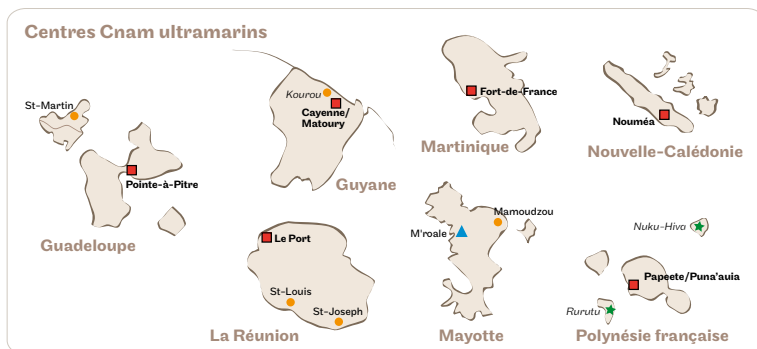 Centres Cnam ultramarins
St-Martin
Pointe-à-Pitre
Guadeloupe
Kourou
Cayenne/
Matoury
Guyane
Fort-de-France
Martinique
Nouméa
Nouvelle-Calédonie
Le Port
St-Louis
St-Joseph
La Réunion
Mamoudzou
M'roale
Mayotte
Nuku-Hiva
Papeete/Puna'auia
Rurutu
Polynésie française